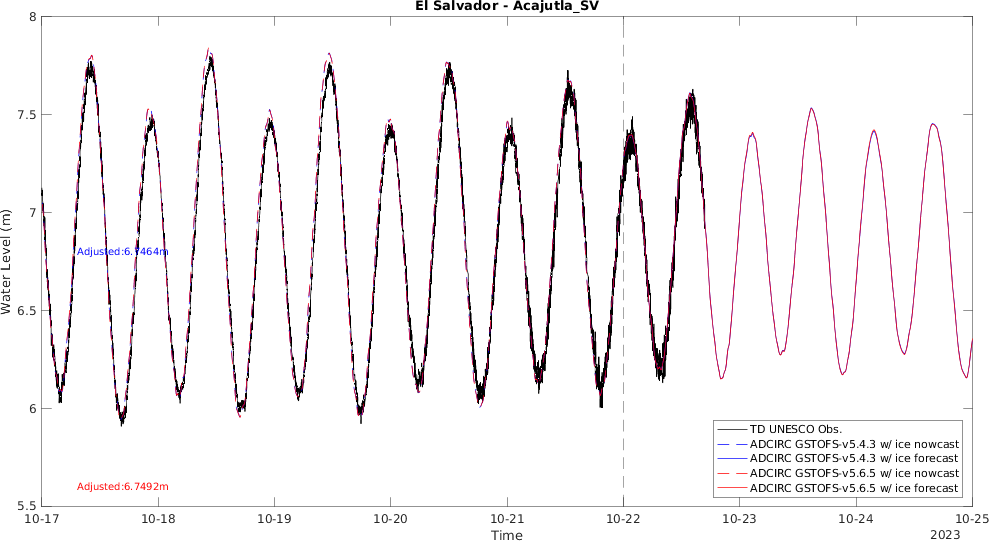 El Salvador - Acajutla_SV
8
7.5
7
6.5
6
5.5
Water Level (m)
Adjusted:6.7464m
Adjusted:6.7492m
TD UNESCO Obs.
ADCIRC GSTOFS-v5.4.3 w/ ice nowcast
ADCIRC GSTOFS-v5.4.3 w/ ice forecast
ADCIRC GSTOFS-v5.6.5 w/ ice nowcast
ADCIRC GSTOFS-v5.6.5 w/ ice forecast
10-17 10-18 10-19 10-20 10-21 10-22 10-23 10-24 10-25
Time
2023